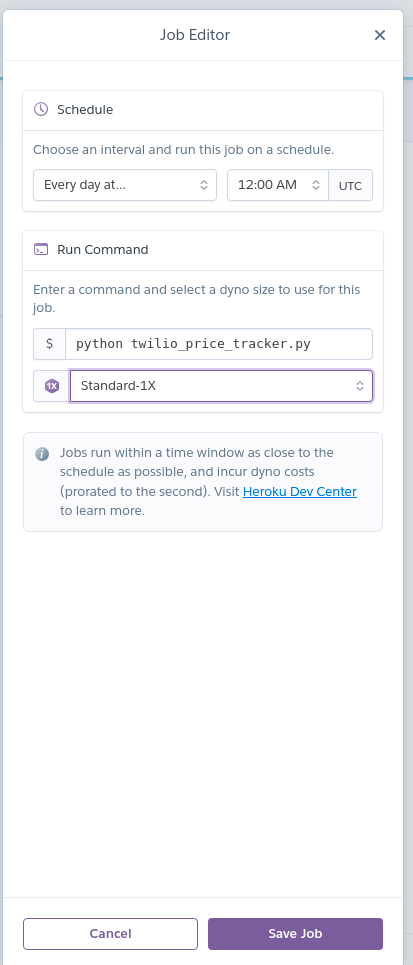 Job Editor
Schedule
Choose an interval and run this job on a schedule.
Every day at...
12:00 AM
UTC
Run Command
Enter a command and select a dyno size to use for this
job.
$
python twilio_price_tracker.py
1X
Standard-1X
Jobs run within a time window as close to the
schedule as possible, and incur dyno costs
(prorated to the second). Visit Heroku Dev Center
to learn more.
Cancel
Save Job